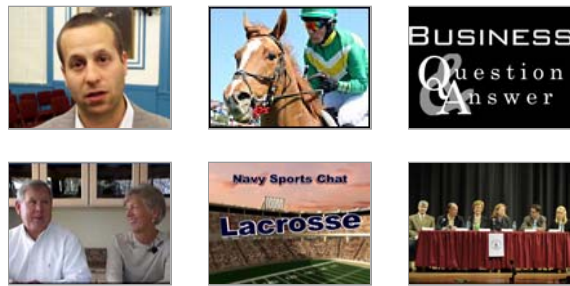 BUSINESS
Question
& Answer
Navy Sports Chat
Lacrosse